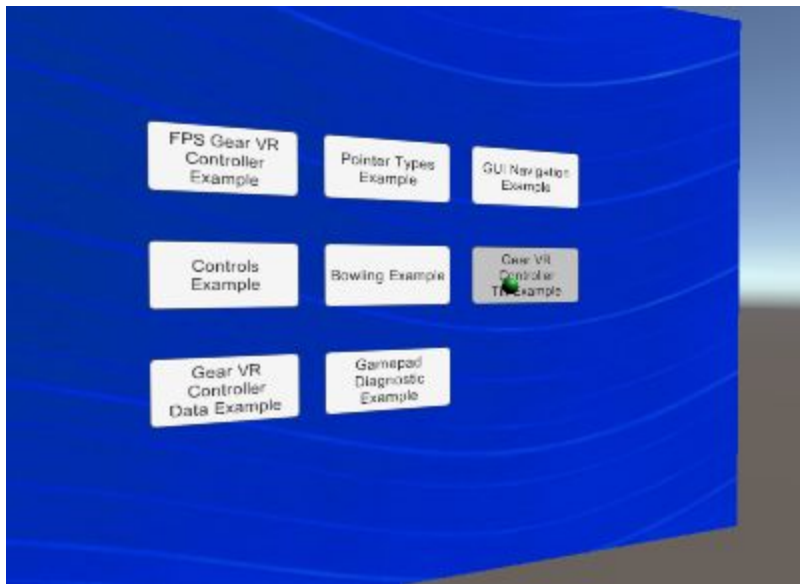 FPS Gear VR
Controller
Example
Pointer Types
Example
GUI Navigation
Example
Controls
Example
Bowling Example
Gear VR
Controller
Example
Gear VR
Controller
Data Example
Gamepad
Diagnostic
Example